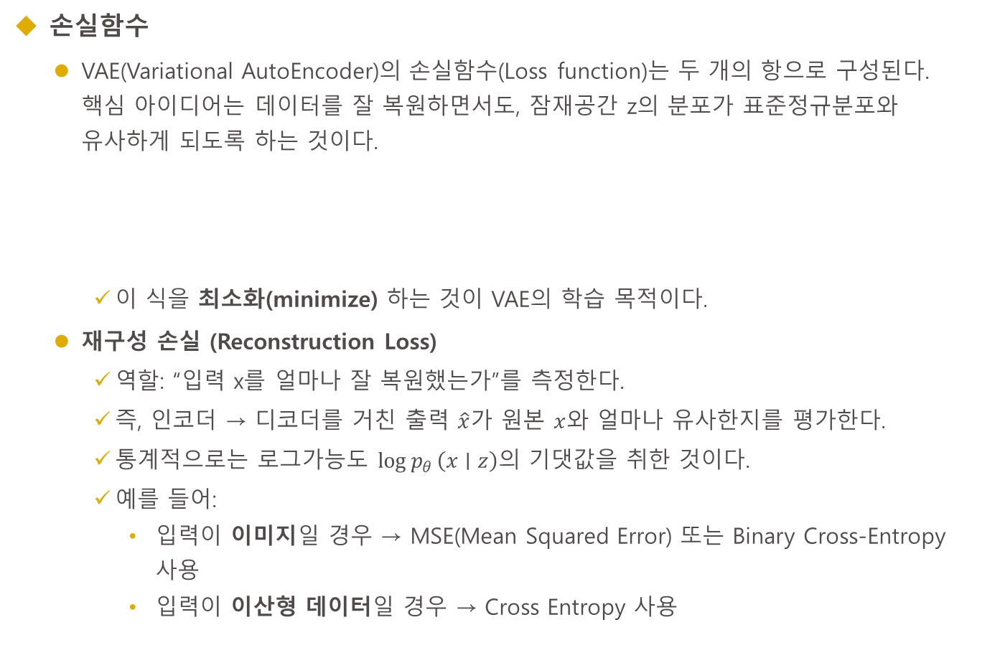 ◆ 손실함수
● VAE(Variational AutoEncoder)의 손실함수(Loss function)는 두 개의 항으로 구성된다.
핵심 아이디어는 데이터를 잘 복원하면서도, 잠재공간 z의 분포가 표준정규분포와
유사하게 되도록 하는 것이다.
✓ 이 식을 최소화(minimize) 하는 것이 VAE의 학습 목적이다.
● 재구성 손실 (Reconstruction Loss)
✓ 역할: “입력 x를 얼마나 잘 복원했는가”를 측정한다.
✓ 즉, 인코더 → 디코더를 거친 출력 x̂가 원본 x와 얼마나 유사한지를 평가한다.
✓ 통계적으로는 로그가능도 log p_θ (x ∣ z)의 기댓값을 취한 것이다.
✓ 예를 들어:
• 입력이 이미지일 경우 → MSE(Mean Squared Error) 또는 Binary Cross-Entropy
사용
• 입력이 이산형 데이터일 경우 → Cross Entropy 사용